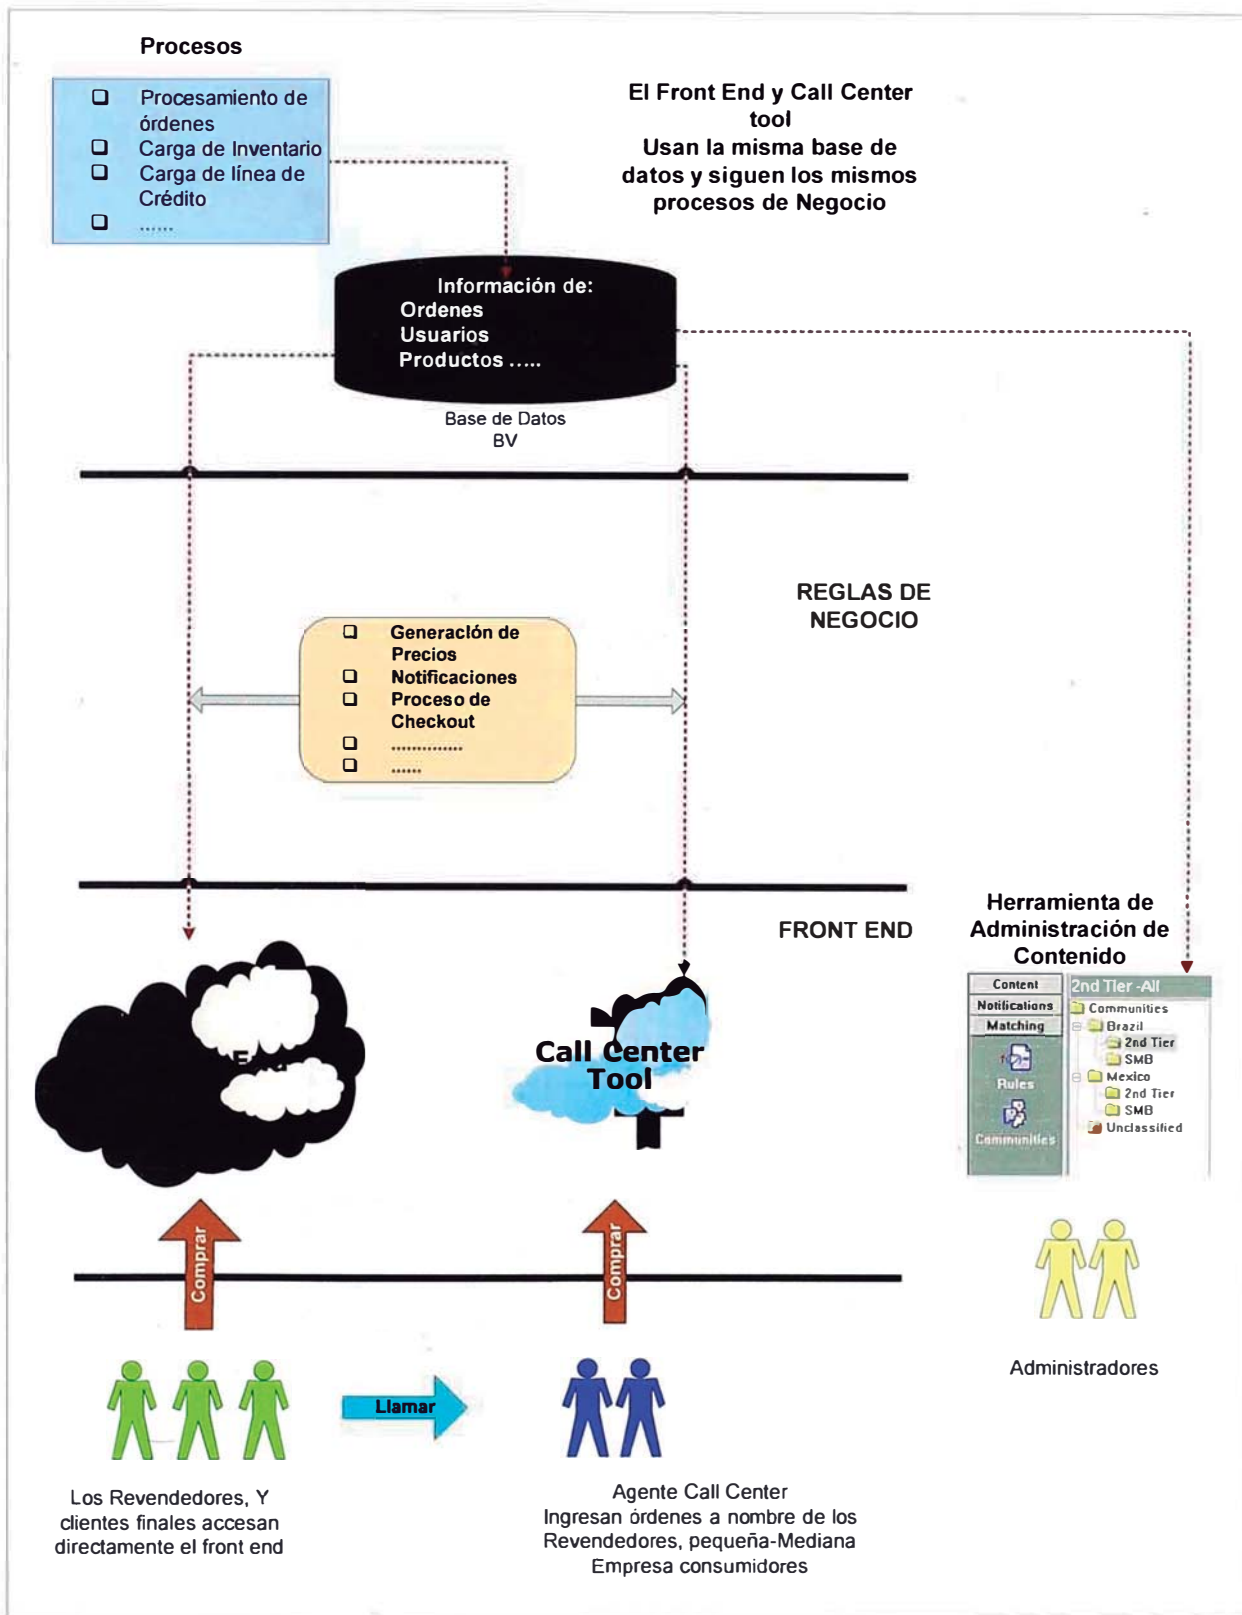 Procesos
❑ Procesamiento de
órdenes
❑ Carga de Inventario
❑ Carga de línea de
Crédito
❑ ......
El Front End y Call Center
tool
Usan la misma base de
datos y siguen los mismos
procesos de Negocio
Información de:
Ordenes
Usuarios
Productos .....
Base de Datos
BV
REGLAS DE
NEGOCIO
❑ Generación de
Precios
❑ Notificaciones
❑ Proceso de
Checkout
❑ ..............
❑ ......
FRONT END
Herramienta de
Administración de
Contenido
Content
Notifications
Matching
Rules
Communities
2nd Tier -All
Communities
Brazil
2nd Tier
SMB
Mexico
2nd Tier
SMB
Unclassified
Call Center
Tool
Comprar
Comprar
Administradores
Llamar
Los Revendedores, Y
clientes finales accesan
directamente el front end
Agente Call Center
Ingresan órdenes a nombre de los
Revendedores, pequeña-Mediana
Empresa consumidores